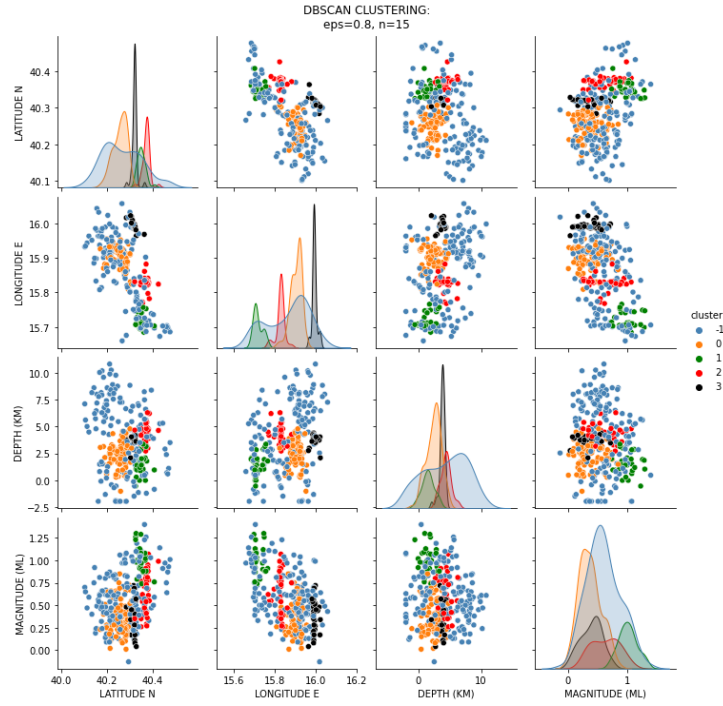 DBSCAN CLUSTERING:
eps=0.8, n=15
40.4
40.3
40.2
40.1
LATITUDE N
16.0
15.9
15.8
15.7
LONGITUDE E
cluster
-1
0
1
2
3
10.0
7.5
5.0
2.5
0.0
−2.5
DEPTH (KM)
1.25
1.00
0.75
0.50
0.25
0.00
MAGNITUDE (ML)
40.0 40.2 40.4
15.6 15.8 16.0 16.2
0 10
0 1
LATITUDE N LONGITUDE E DEPTH (KM) MAGNITUDE (ML)